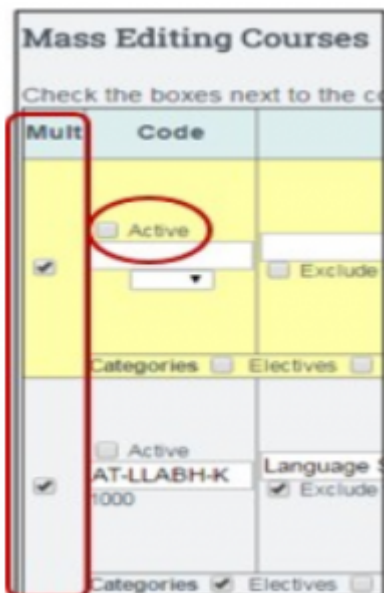 Mass Editing Courses
Check the boxes next to the
Mult Code
Active
Exclude
Categories Electives
Active
AT-LLABH-K Language
1000 Exclude
Categories Electives